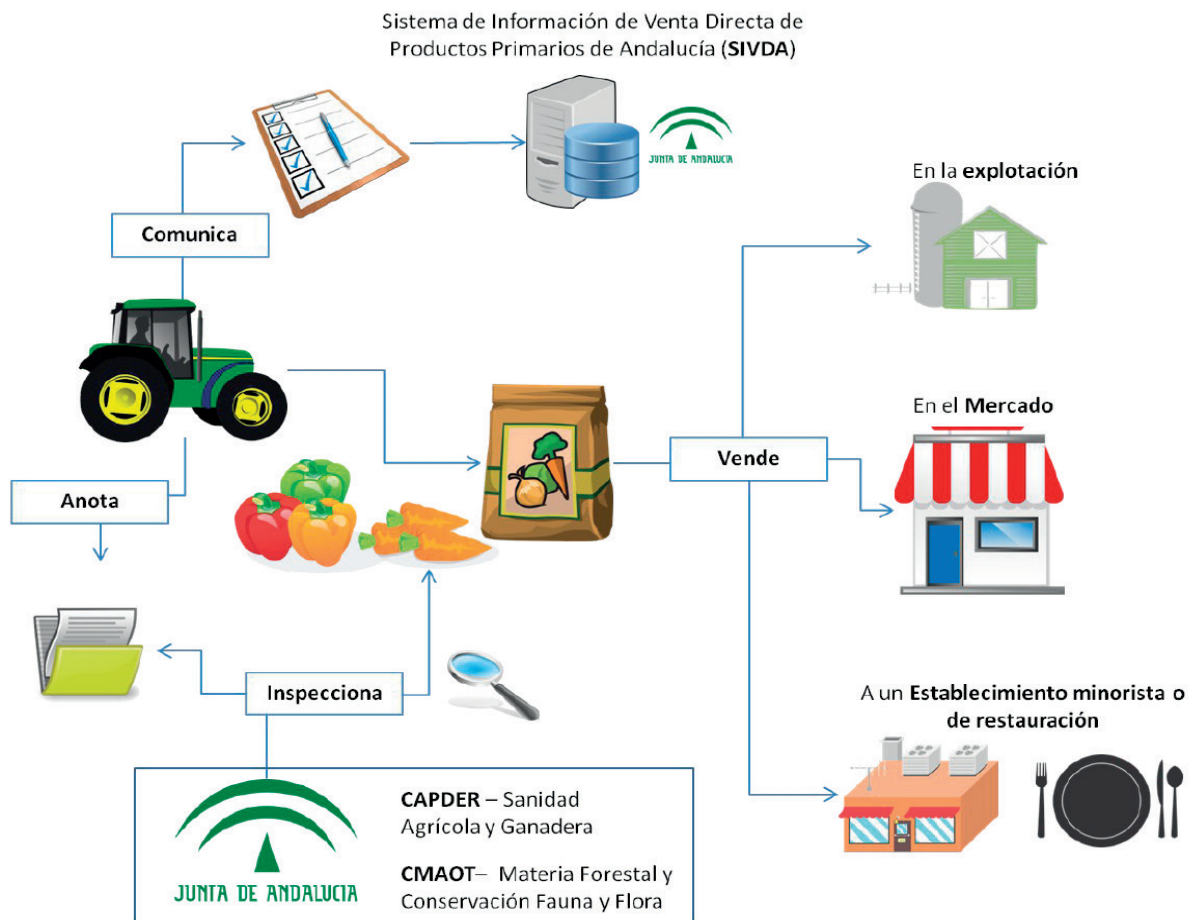 Sistema de Información de Venta Directa de
Productos Primarios de Andalucía (SIVDA)
JUNTA DE ANDALUCIA
Comunica
En la explotación
En el Mercado
Vende
Anota
Inspecciona
A un Establecimiento minorista o
de restauración
CAPDER – Sanidad
Agrícola y Ganadera
CMAOT– Materia Forestal y
Conservación Fauna y Flora
JUNTA DE ANDALUCIA